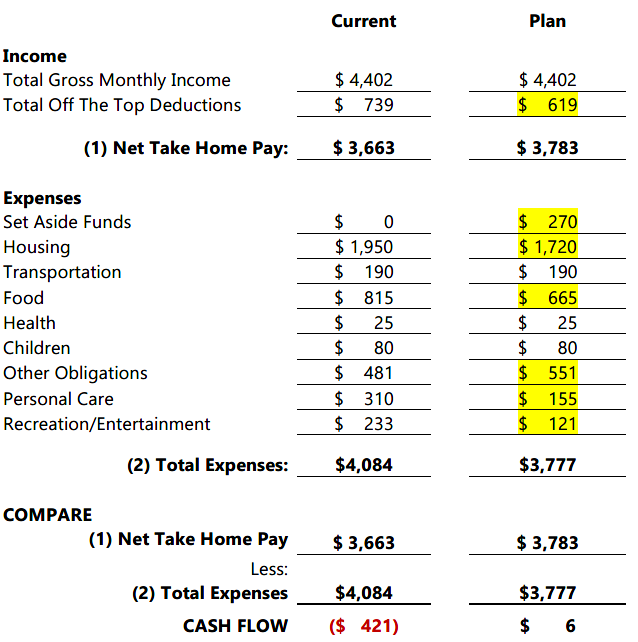 Current Plan
Income
Total Gross Monthly Income $ 4,402 $ 4,402
Total Off The Top Deductions $ 739 $ 619
(1) Net Take Home Pay: $ 3,663 $ 3,783
Expenses
Set Aside Funds $ 0 $ 270
Housing $ 1,950 $ 1,720
Transportation $ 190 $ 190
Food $ 815 $ 665
Health $ 25 $ 25
Children $ 80 $ 80
Other Obligations $ 481 $ 551
Personal Care $ 310 $ 155
Recreation/Entertainment $ 233 $ 121
(2) Total Expenses: $4,084 $3,777
COMPARE
(1) Net Take Home Pay $ 3,663 $ 3,783
Less:
(2) Total Expenses $4,084 $3,777
CASH FLOW ($ 421) $ 6